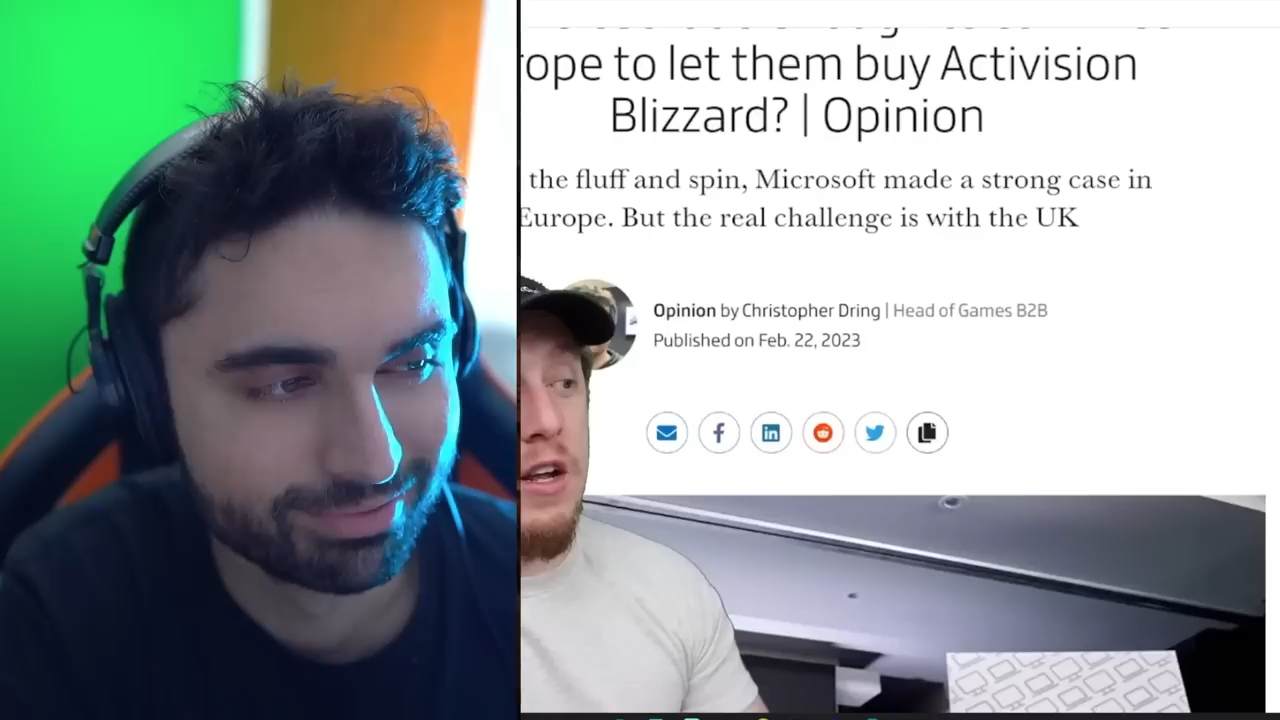 rope to let them buy Activision
Blizzard? | Opinion
the fluff and spin, Microsoft made a strong case in
Europe. But the real challenge is with the UK
Opinion by Christopher Dring | Head of Games B2B
Published on Feb. 22, 2023